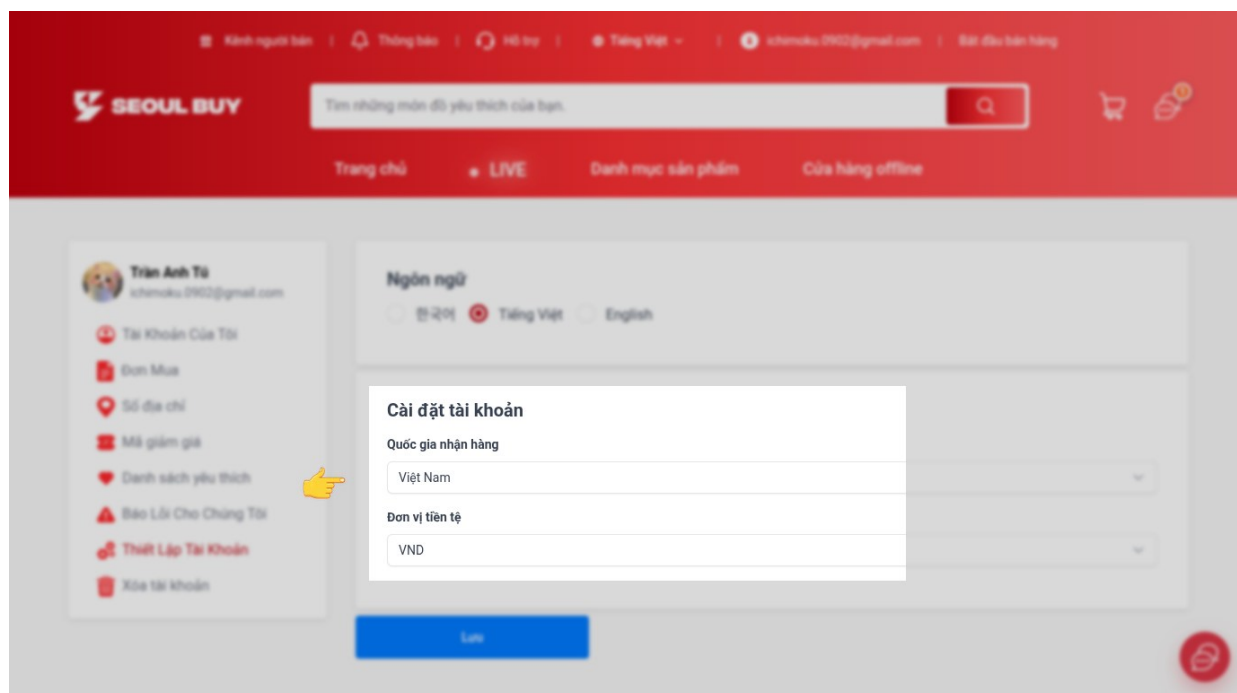 Kênh người bán
Thông báo
Hỗ trợ
Tiếng Việt
ichimoku.0902@gmail.com
Bắt đầu bán hàng
SEOUL BUY
Tìm những món đồ yêu thích của bạn.
Trang chủ
LIVE
Danh mục sản phẩm
Cửa hàng offline
Trần Anh Tú
ichimoku.0902@gmail.com
Tài Khoản Của Tôi
Đơn Mua
Sổ địa chỉ
Mã giảm giá
Danh sách yêu thích
Báo Lỗi Cho Chúng Tôi
Thiết Lập Tài Khoản
Xóa tài khoản
Ngôn ngữ
한국어 Tiếng Việt English
Cài đặt tài khoản
Quốc gia nhận hàng
Việt Nam
Đơn vị tiền tệ
VND
Lưu